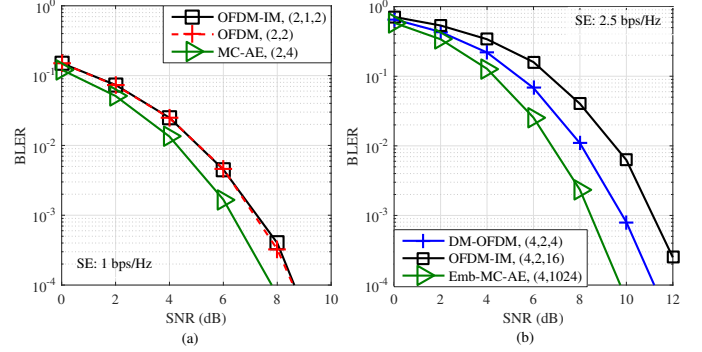 10^0
10^-1
10^-2
10^-3
10^-4
BLER
0 2 4 6 8 10
SNR (dB)
OFDM-IM, (2,1,2)
OFDM, (2,2)
MC-AE, (2,4)
SE: 1 bps/Hz
(a)
10^0
10^-1
10^-2
10^-3
10^-4
BLER
0 2 4 6 8 10 12
SNR (dB)
SE: 2.5 bps/Hz
DM-OFDM, (4,2,4)
OFDM-IM, (4,2,16)
Emb-MC-AE, (4,1024)
(b)